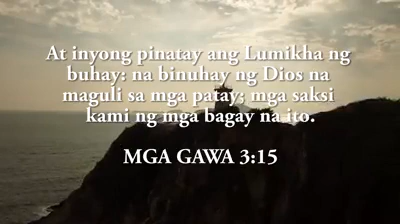 At inyong pinatay ang Lumikha ng
buhay: na binuhay ng Dios na
maguli sa mga patay; mga saksi
kami ng mga bagay na ito.
MGA GAWA 3:15